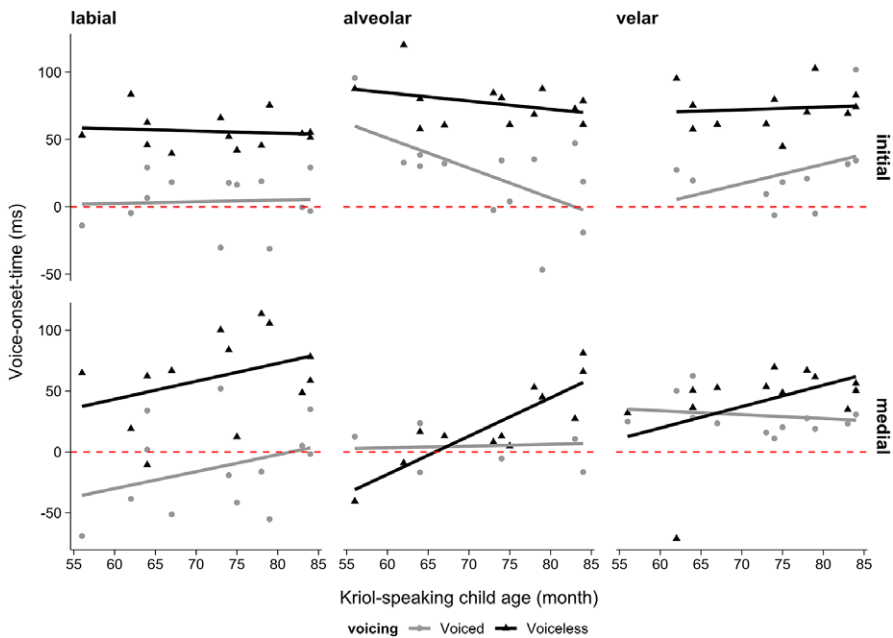 labial alveolar velar
100
50
0
-50
initial
100
50
0
-50
medial
Voice-onset-time (ms)
55 60 65 70 75 80 85 55 60 65 70 75 80 85 55 60 65 70 75 80 85
Kriol-speaking child age (month)
voicing Voiced Voiceless